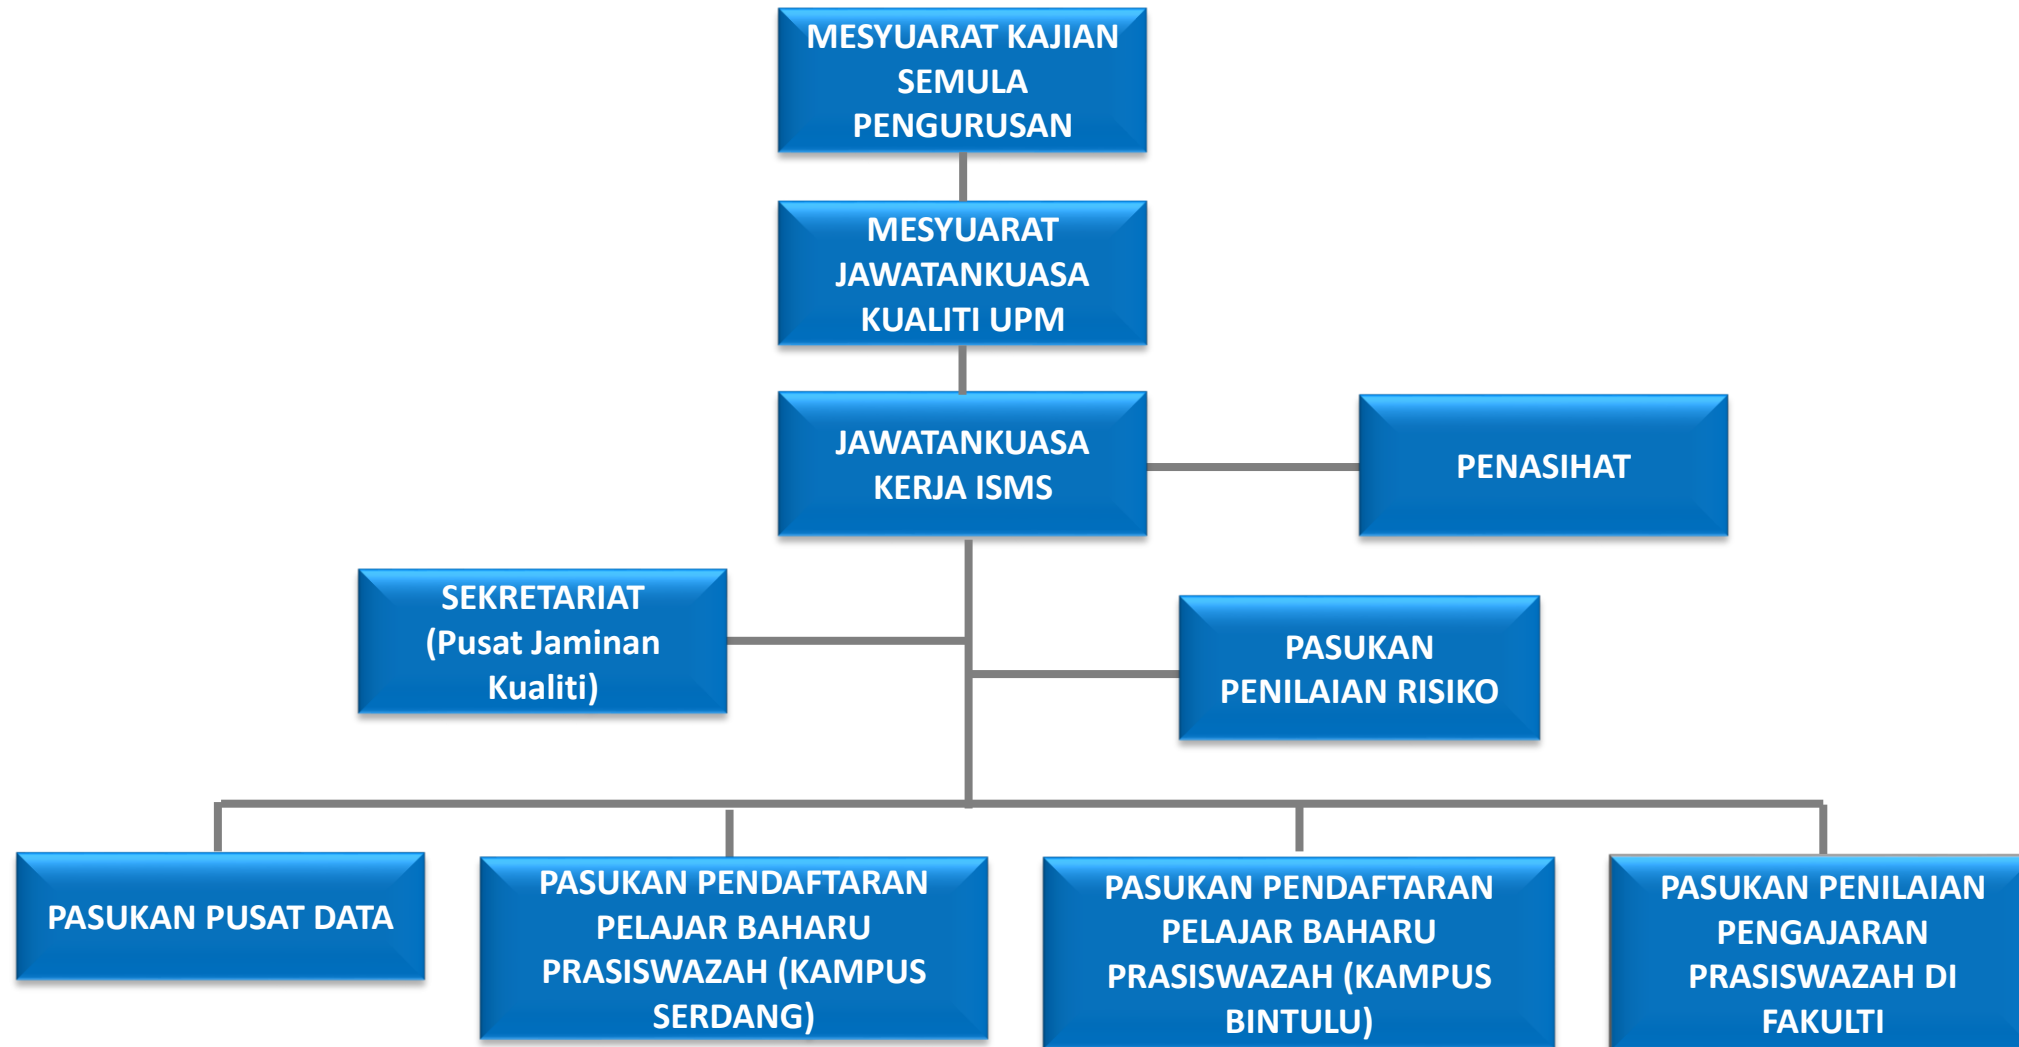 MESYUARAT KAJIAN
SEMULA
PENGURUSAN
MESYUARAT
JAWATANKUASA
KUALITI UPM
JAWATANKUASA
KERJA ISMS
PENASIHAT
SEKRETARIAT
(Pusat Jaminan
Kualiti)
PASUKAN
PENILAIAN RISIKO
PASUKAN PUSAT DATA
PASUKAN PENDAFTARAN
PELAJAR BAHARU
PRASISWAZAH (KAMPUS
SERDANG)
PASUKAN PENDAFTARAN
PELAJAR BAHARU
PRASISWAZAH (KAMPUS
BINTULU)
PASUKAN PENILAIAN
PENGAJARAN
PRASISWAZAH DI
FAKULTI